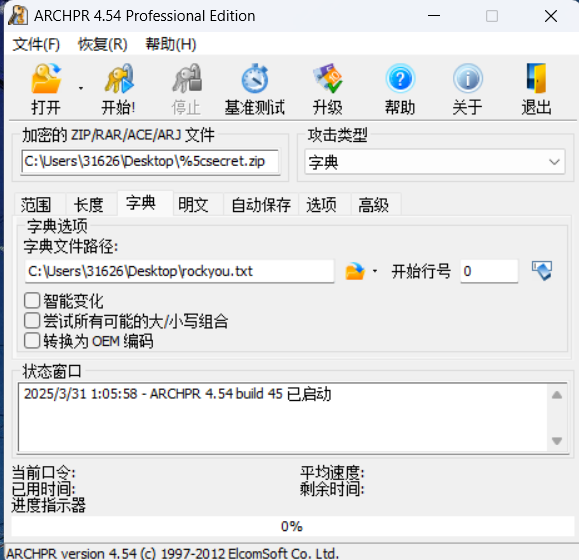 ARCHPR 4.54 Professional Edition
文件(F) 恢复(R) 帮助(H)
打开 开始! 停止 基准测试 升级 帮助 关于 退出
加密的 ZIP/RAR/ACE/ARJ 文件 攻击类型
C:\Users\31626\Desktop\%5csecret.zip 字典
范围 长度 字典 明文 自动保存 选项 高级
字典选项
字典文件路径:
C:\Users\31626\Desktop\rockyou.txt 开始行号 0
智能变化
尝试所有可能的大/小写组合
转换为 OEM 编码
状态窗口
2025/3/31 1:05:58 - ARCHPR 4.54 build 45 已启动
当前口令: 平均速度:
已用时间: 剩余时间:
进度指示器
0%
ARCHPR version 4.54 (c) 1997-2012 ElcomSoft Co. Ltd.